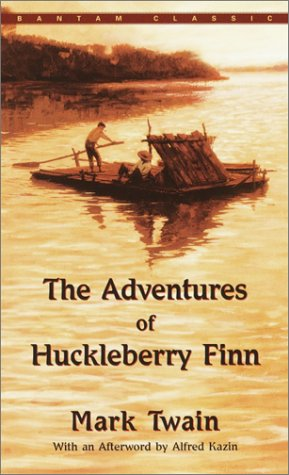 BANTAM CLASSIC
The Adventures
of
Huckleberry Finn
Mark Twain
With an Afterword by Alfred Kazin